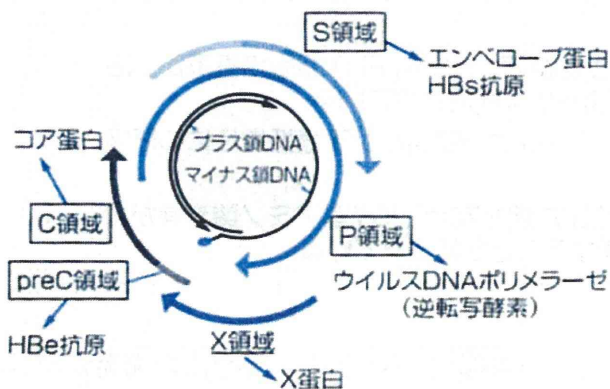 S領域
エンベロープ蛋白
HBs抗原
コア蛋白
プラス鎖DNA
マイナス鎖DNA
C領域
P領域
preC領域
ウイルスDNAポリメラーゼ
(逆転写酵素)
HBe抗原
X領域
X蛋白